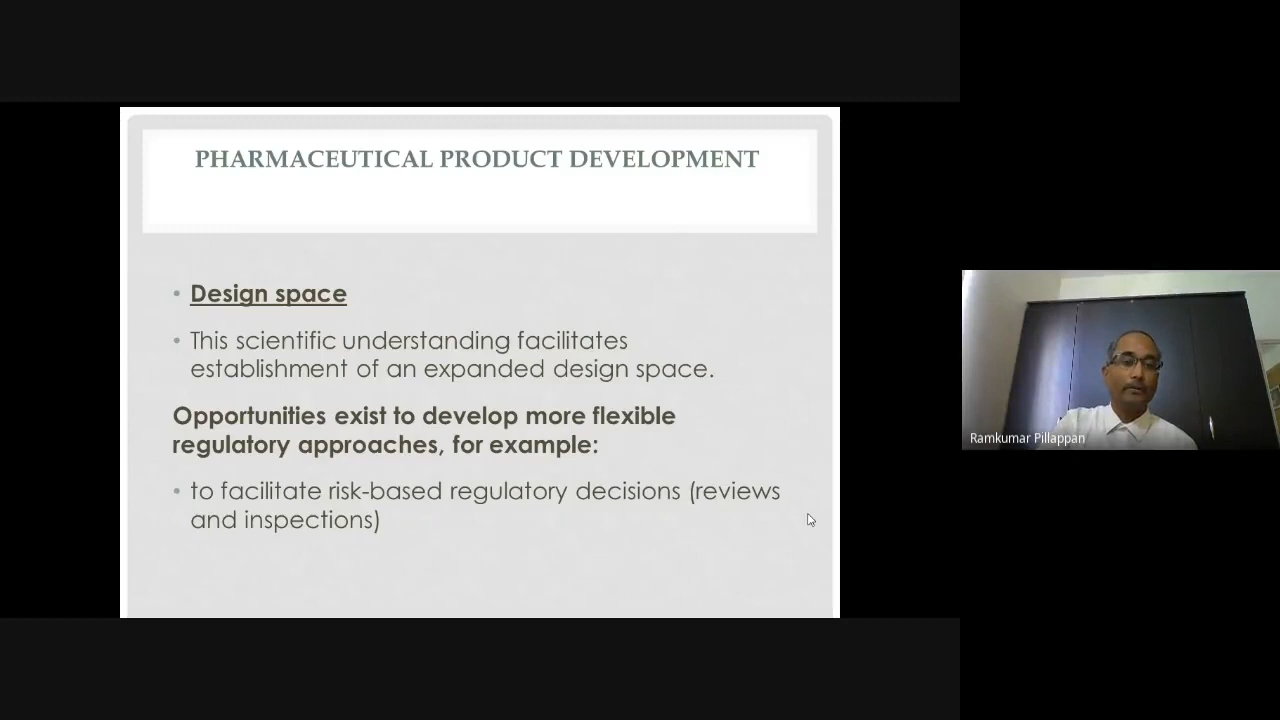 PHARMACEUTICAL PRODUCT DEVELOPMENT
• Design space
• This scientific understanding facilitates
establishment of an expanded design space.
Opportunities exist to develop more flexible
regulatory approaches, for example:
• to facilitate risk-based regulatory decisions (reviews
and inspections)
Ramkumar Pillappan